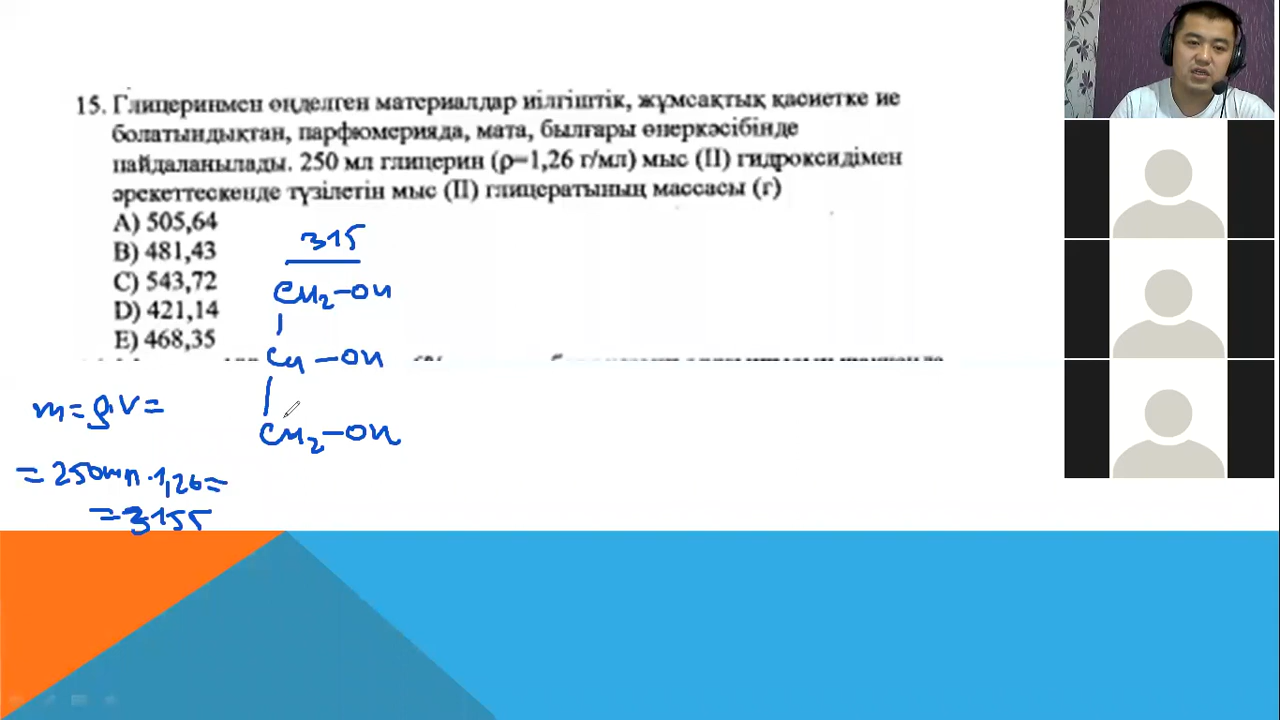 15. Глицеринмен өңделген материалдар иілгіштік, жұмсақтық қасиетке ие
болатындықтан, парфюмерияда, мата, былғары өнеркәсібінде
пайдаланылады. 250 мл глицерин (ρ=1,26 г/мл) мыс (II) гидроксидімен
әрекеттескенде түзілетін мыс (II) глицератының массасы (г)
A) 505,64
B) 481,43
C) 543,72
D) 421,14
E) 468,35
315
CH2-OH
CH-OH
CH2-OH
m=ρ.V=
=250мл.1,26=
=315г